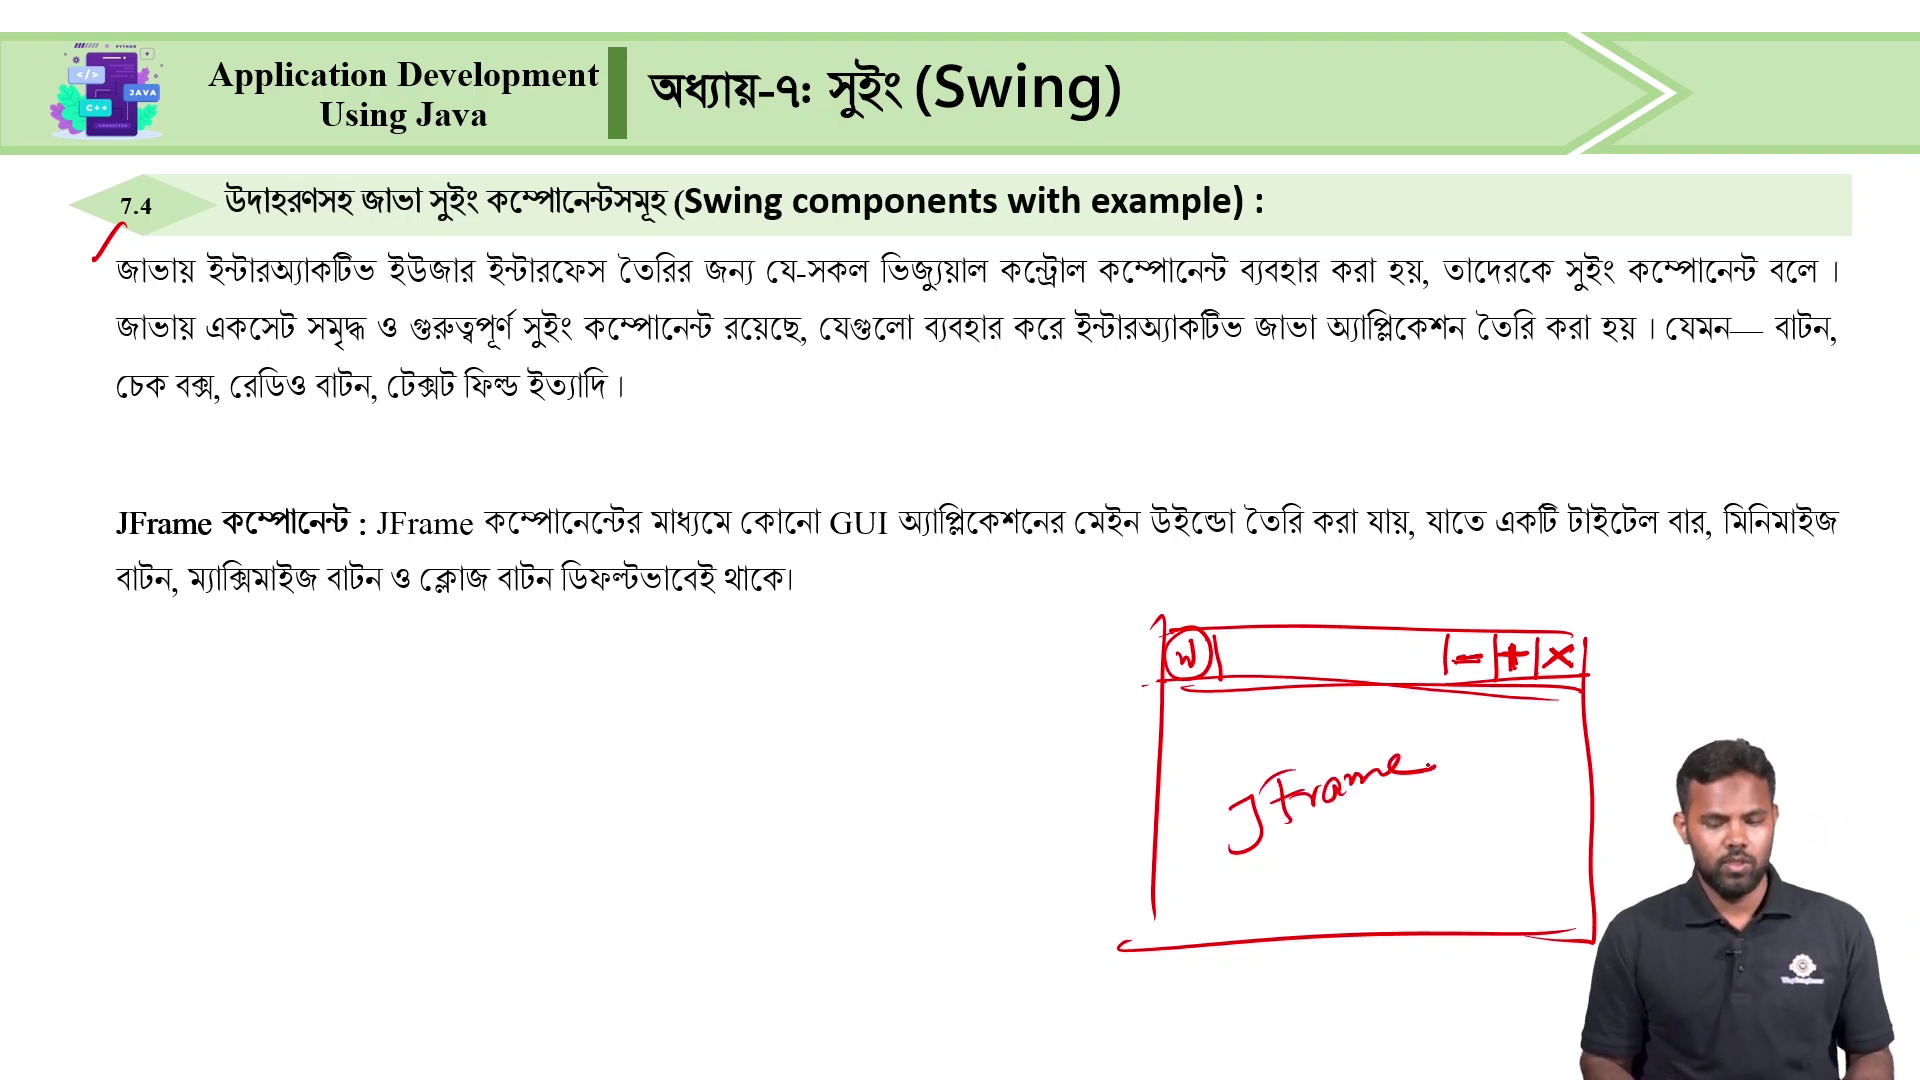 Application Development
Using Java
অধ্যায়-৭ঃ সুইং (Swing)
PYTHON
</>
JAVA
C++
7.4
উদাহরণসহ জাভা সুইং কম্পোনেন্টসমূহ (Swing components with example) :
জাভায় ইন্টারঅ্যাকটিভ ইউজার ইন্টারফেস তৈরির জন্য যে-সকল ভিজ্যুয়াল কন্ট্রোল কম্পোনেন্ট ব্যবহার করা হয়, তাদেরকে সুইং কম্পোনেন্ট বলে ।
জাভায় একসেট সমৃদ্ধ ও গুরুত্বপূর্ণ সুইং কম্পোনেন্ট রয়েছে, যেগুলো ব্যবহার করে ইন্টারঅ্যাকটিভ জাভা অ্যাপ্লিকেশন তৈরি করা হয় । যেমন— বাটন,
চেক বক্স, রেডিও বাটন, টেক্সট ফিল্ড ইত্যাদি ।
JFrame কম্পোনেন্ট : JFrame কম্পোনেন্টের মাধ্যমে কোনো GUI অ্যাপ্লিকেশনের মেইন উইন্ডো তৈরি করা যায়, যাতে একটি টাইটেল বার, মিনিমাইজ
বাটন, ম্যাক্সিমাইজ বাটন ও ক্লোজ বাটন ডিফল্টভাবেই থাকে।
JFrame